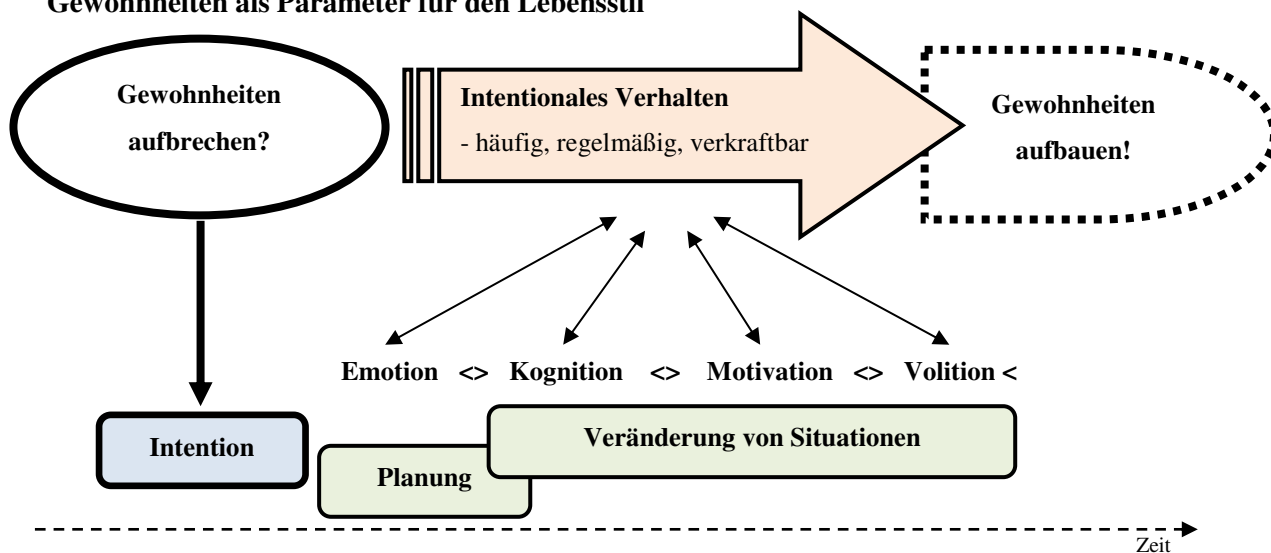 Gewohnheiten als Parameter für den Lebensstil
Gewohnheiten
aufbrechen?
Intentionales Verhalten
- häufig, regelmäßig, verkraftbar
Gewohnheiten
aufbauen!
Emotion <> Kognition <> Motivation <> Volition <
Intention
Planung
Veränderung von Situationen
Zeit